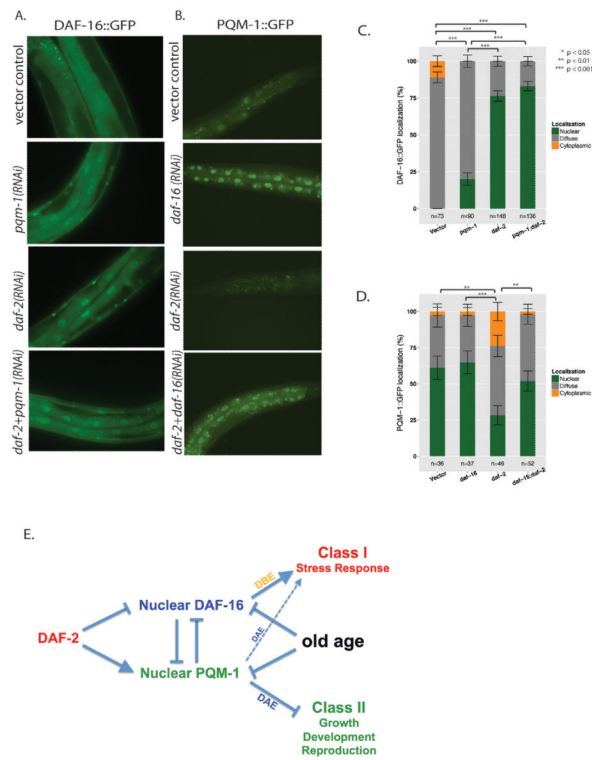 A.
DAF-16::GFP
B.
PQM-1::GFP
vector control
pqm-1(RNAi)
daf-2(RNAi)
daf-2+pqm-1(RNAi)
vector control
daf-16 (RNAi)
daf-2(RNAi)
daf-2+daf-16(RNAi)
C.
***
***
***
***
***
* p < 0.05
** p < 0.01
*** p < 0.001
DAF-16::GFP localization (%)
100
75
50
25
0
n=73 n=90 n=148 n=136
Vector pqm-1 daf-2 pqm-1;daf-2
Localization
Nuclear
Diffuse
Cytoplasmic
D.
** **
***
PQM-1::GFP localization (%)
100
75
50
25
0
n=36 n=37 n=46 n=52
Vector daf-16 daf-2
Localization
Nuclear
Diffuse
Cytoplasmic
E.
Class I
Stress Response
DBE
Nuclear DAF-16
DAF-2
DAE
old age
Nuclear PQM-1
DAE
Class II
Growth
Development
Reproduction